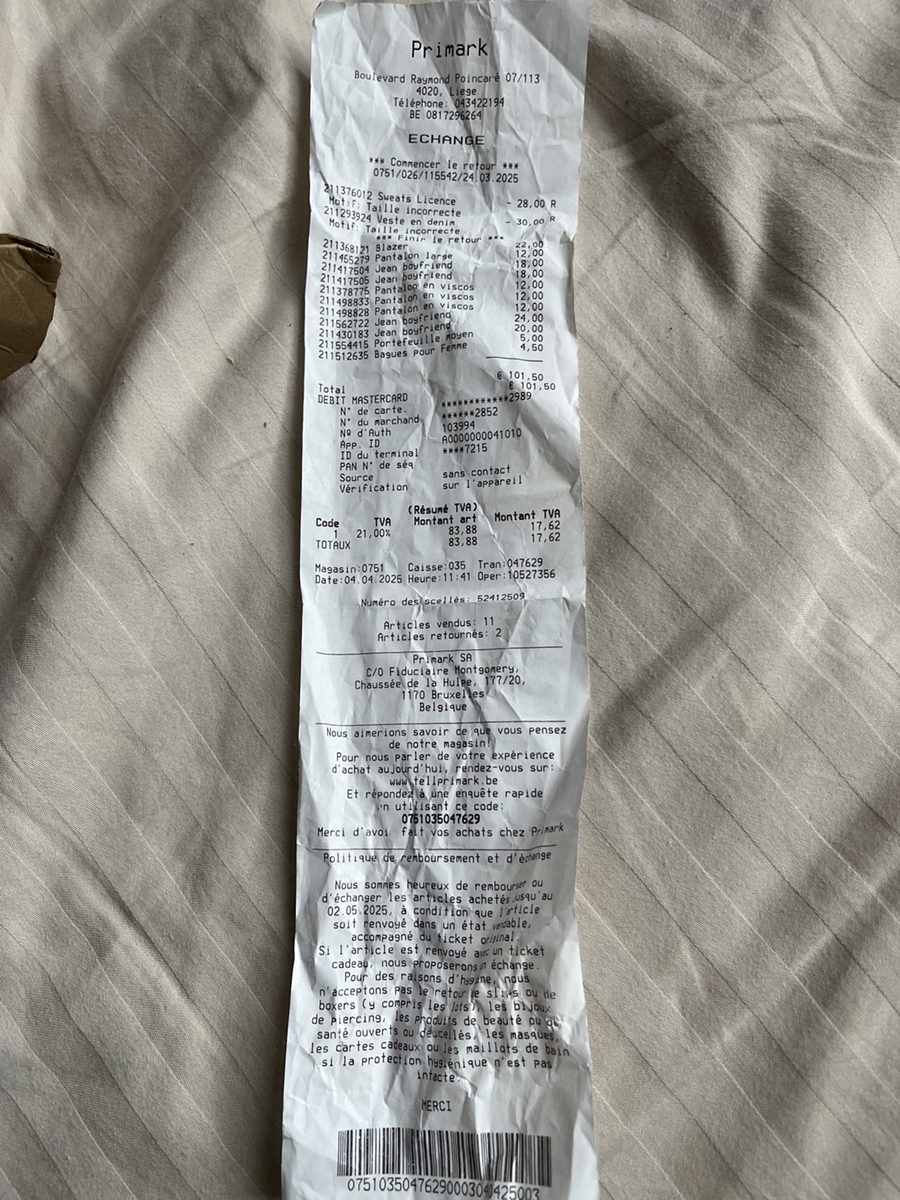 Primark
Boulevard Raymond Poincaré 07/113
4020, Liege
Téléphone: 043422194
BE 0817296264
ECHANGE
*** Commencer le retour ***
0751/026/115542/24.03.2025
211376012 Sweats Licence - 28,00 R
Motif: Taille incorrecte
211293924 Veste en denim - 30,00 R
Motif: Taille incorrecte
*** Finir le retour ***
211368121 Blazer 22,00
211455279 Pantalon large 12,00
211417504 Jean boyfriend 18,00
211417505 Jean boyfriend 18,00
211378775 Pantalon en viscos 12,00
211498833 Pantalon en viscos 12,00
211498828 Pantalon en viscos 12,00
211562722 Jean boyfriend 24,00
211430183 Jean boyfriend 20,00
211554415 Portefeuille moyen 5,00
211512635 Bagues pour Femme 4,50
Total € 101,50
DEBIT MASTERCARD € 101,50
N° de carte. ************2989
N° du marchand ******2852
Nº d'Auth 103994
App. ID A0000000041010
ID du terminal ****7215
PAN N° de séq
Source sans contact
Vérification sur l'appareil
(Résumé TVA)
Code TVA Montant art Montant TVA
1 21,00% 83,88 17,62
TOTAUX 83,88 17,62
Magasin:0751 Caisse:035 Tran:047629
Date:04.04.2025 Heure:11:41 Oper:10527356
Numéro des scellés: 52412509
Articles vendus: 11
Articles retournés: 2
Primark SA
C/O Fiduciaire Montgomery,
Chaussée de la Hulpe, 177/20,
1170 Bruxelles
Belgique
Nous aimerions savoir ce que vous pensez
de notre magasin!
Pour nous parler de votre expérience
d'achat aujourd'hui, rendez-vous sur:
www.tellprimark.be
Et répondez à une enquête rapide
en utilisant ce code:
0751035047629
Merci d'avoi fait vos achats chez Primark
Politique de remboursement et d'échange
Nous sommes heureux de rembourser ou
d'échanger les articles achetés jusqu'au
02.05.2025, à condition que l'article
soit renvoyé dans un état vendable,
accompagné du ticket original.
Si l'article est renvoyé avec un ticket
cadeau, nous proposerons un échange.
Pour des raisons d'hygiène, nous
n'acceptons pas le retour de slips ou de
boxers (y compris les lots), les bijoux
de piercing, les produits de beauté ou de
santé ouverts ou descellés, les masques,
les cartes cadeaux ou les maillots de bain
si la protection hygiénique n'est pas
intacte.
MERCI